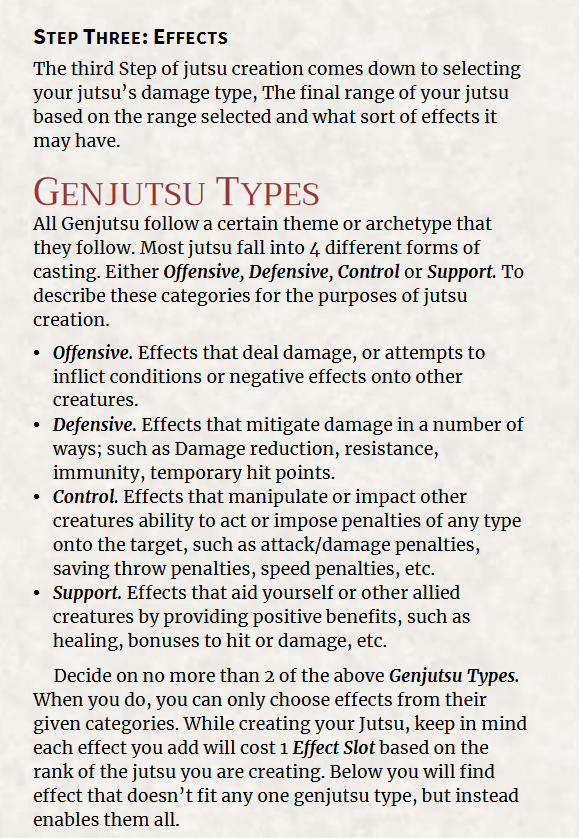 STEP THREE: EFFECTS
The third Step of jutsu creation comes down to selecting
your jutsu's damage type, The final range of your jutsu
based on the range selected and what sort of effects it
may have.
GENJUTSU TYPES
All Genjutsu follow a certain theme or archetype that
they follow. Most jutsu fall into 4 different forms of
casting. Either Offensive, Defensive, Control or Support. To
describe these categories for the purposes of jutsu
creation.
• Offensive. Effects that deal damage, or attempts to
inflict conditions or negative effects onto other
creatures.
• Defensive. Effects that mitigate damage in a number of
ways; such as Damage reduction, resistance,
immunity, temporary hit points.
• Control. Effects that manipulate or impact other
creatures ability to act or impose penalties of any type
onto the target, such as attack/damage penalties,
saving throw penalties, speed penalties, etc.
• Support. Effects that aid yourself or other allied
creatures by providing positive benefits, such as
healing, bonuses to hit or damage, etc.
Decide on no more than 2 of the above Genjutsu Types.
When you do, you can only choose effects from their
given categories. While creating your Jutsu, keep in mind
each effect you add will cost 1 Effect Slot based on the
rank of the jutsu you are creating. Below you will find
effect that doesn't fit any one genjutsu type, but instead
enables them all.